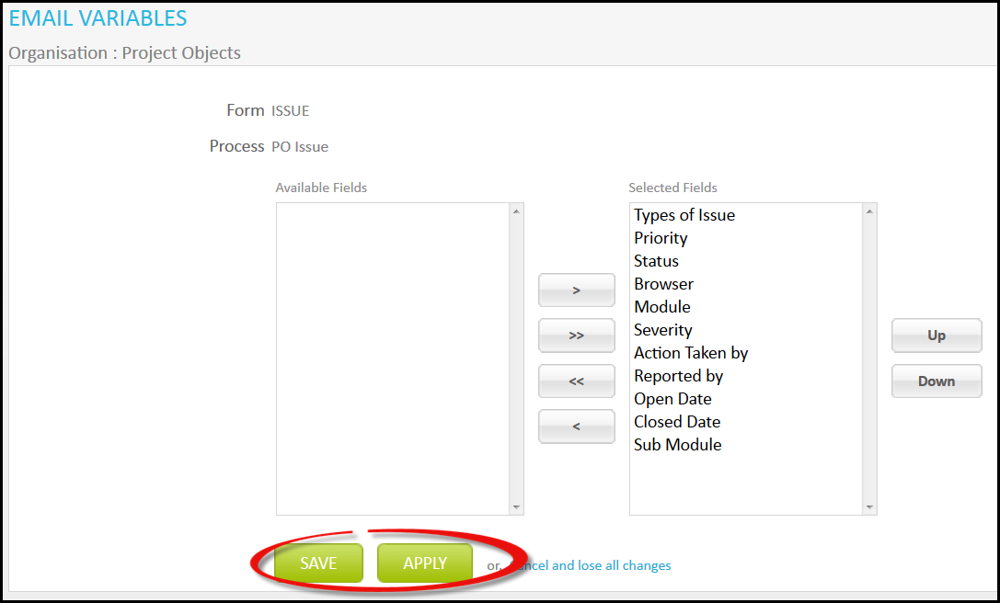 EMAIL VARIABLES
Organisation : Project Objects
Form ISSUE
Process PO Issue
Available Fields
Selected Fields
Types of Issue
Priority
Status
Browser
Module
Severity
Action Taken by
Reported by
Open Date
Closed Date
Sub Module
>
>>
<<
<
Up
Down
SAVE APPLY or, Cancel and lose all changes